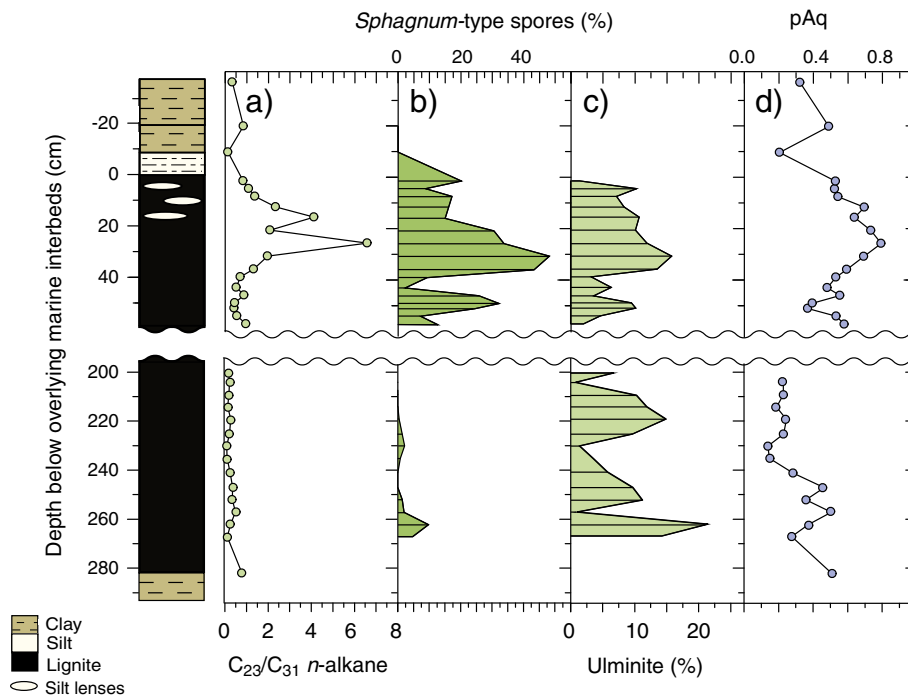 Sphagnum-type spores (%)
pAq
0 20 40
0.0 0.4 0.8
a) b) c) d)
Depth below overlying marine interbeds (cm)
-20
0
20
40
200
220
240
260
280
0 2 4 6 8
0 10 20
C23/C31 n-alkane
Ulminite (%)
Clay
Silt
Lignite
Silt lenses